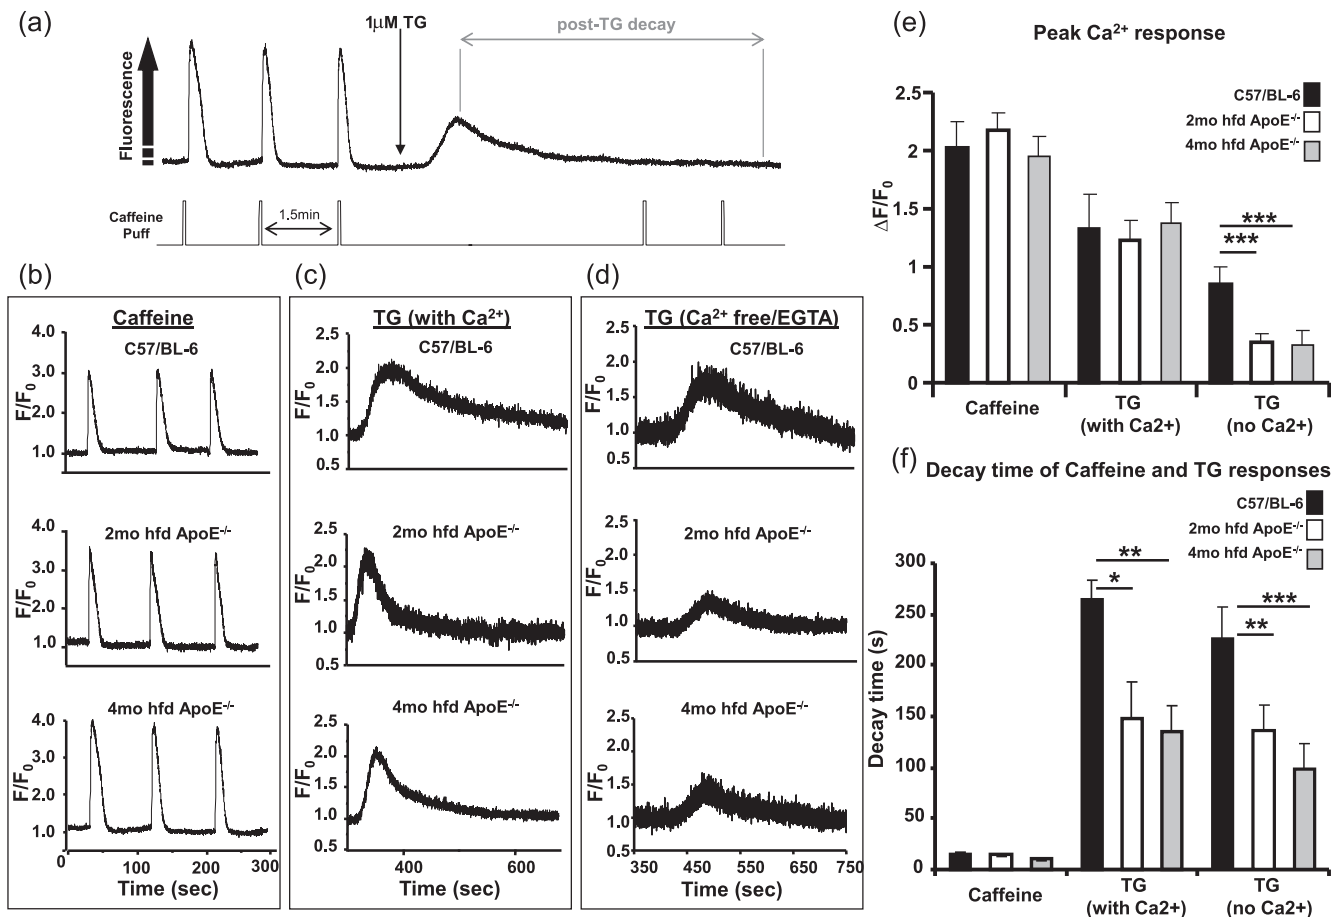 (a)
1μM TG
post-TG decay
Fluorescence
Caffeine
Puff
1.5min
(b)
Caffeine
C57/BL-6
F/F0
4.0
3.0
2.0
1.0
2mo hfd ApoE-/-
F/F0
4.0
3.0
2.0
1.0
4mo hfd ApoE-/-
F/F0
4.0
3.0
2.0
1.0
0 100 200 300
Time (sec)
(c)
TG (with Ca2+)
C57/BL-6
F/F0
2.5
2.0
1.5
1.0
0.5
2mo hfd ApoE-/-
F/F0
2.5
2.0
1.5
1.0
0.5
4mo hfd ApoE-/-
F/F0
2.5
2.0
1.5
1.0
0.5
400 600
Time (sec)
(d)
TG (Ca2+ free/EGTA)
C57/BL-6
F/F0
2.5
2.0
1.5
1.0
0.5
2mo hfd ApoE-/-
F/F0
2.5
2.0
1.5
1.0
0.5
4mo hfd ApoE-/-
F/F0
2.5
2.0
1.5
1.0
0.5
350 450 550 650 750
Time (sec)
(e)
Peak Ca2+ response
C57/BL-6
2mo hfd ApoE-/-
4mo hfd ApoE-/-
ΔF/F0
2.5
2
1.5
1
0.5
0
***
***
Caffeine
TG
(with Ca2+)
TG
(no Ca2+)
(f)
Decay time of Caffeine and TG responses
C57/BL-6
2mo hfd ApoE-/-
4mo hfd ApoE-/-
Decay time (s)
300
250
200
150
100
50
0
**
*
***
**
Caffeine
TG
(with Ca2+)
TG
(no Ca2+)